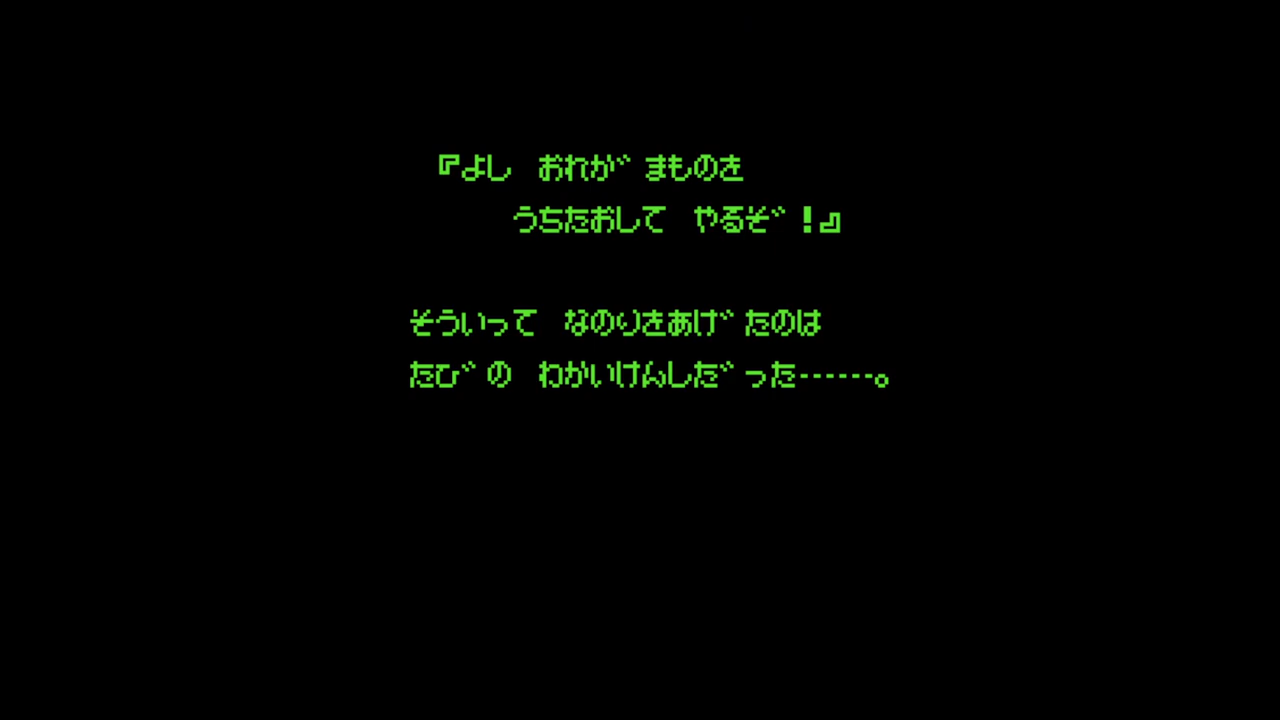 『よし おれが まものを
うちたおして やるぞ!』
そういって なのりをあげたのは
たびの わかいけんしだった……。